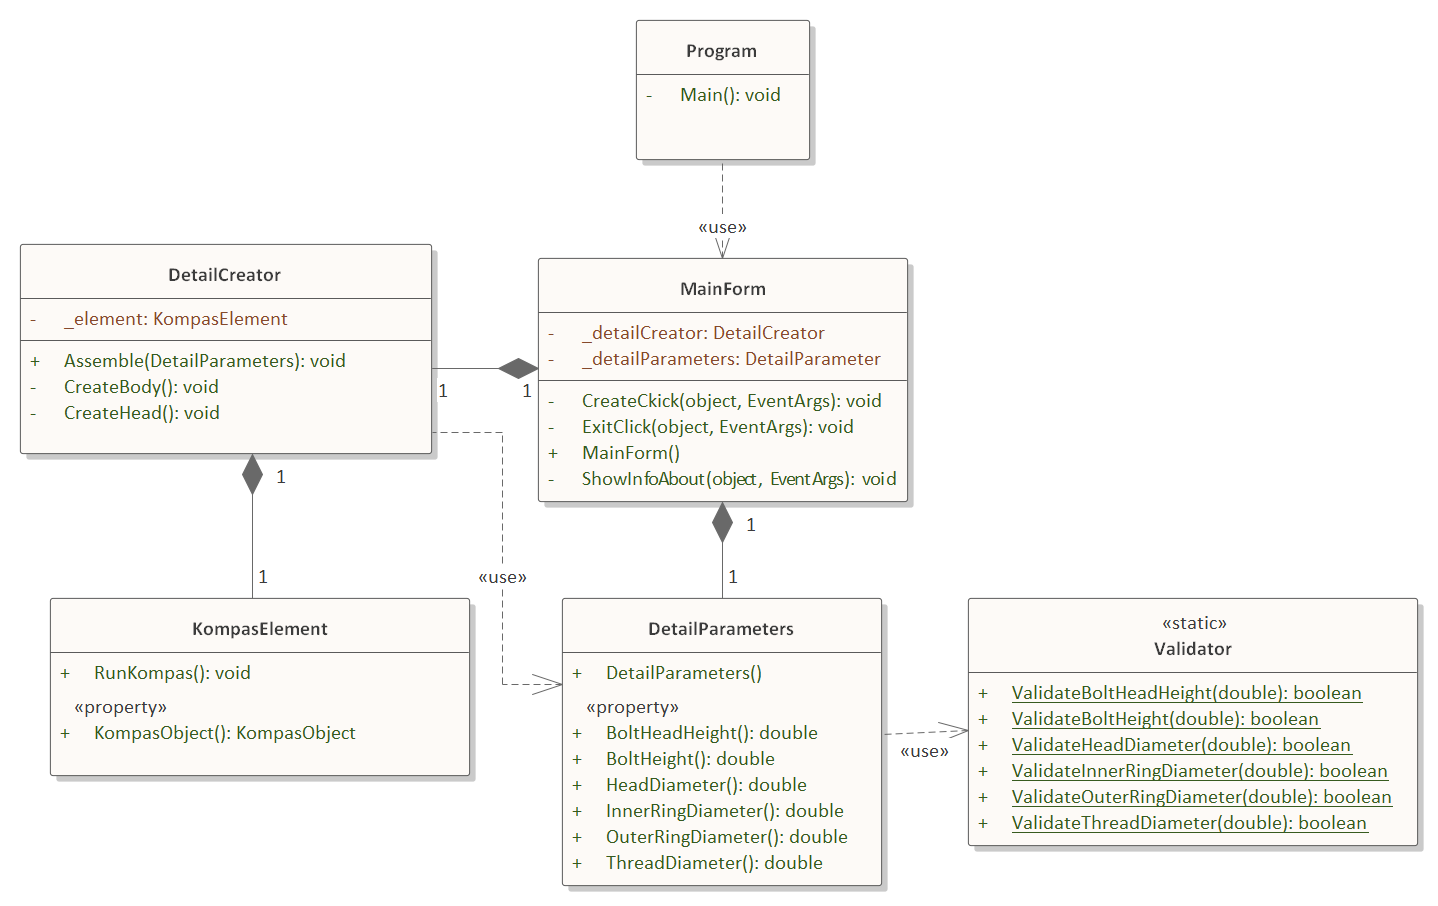 Program
- Main(): void
«use»
DetailCreator
- _element: KompasElement
+ Assemble(DetailParameters): void
- CreateBody(): void
- CreateHead(): void
MainForm
- _detailCreator: DetailCreator
- _detailParameters: DetailParameter
- CreateCkick(object, EventArgs): void
- ExitClick(object, EventArgs): void
+ MainForm()
- ShowInfoAbout(object, EventArgs): void
1
1
1
1
1
1
«use»
KompasElement
+ RunKompas(): void
«property»
+ KompasObject(): KompasObject
DetailParameters
+ DetailParameters()
«property»
+ BoltHeadHeight(): double
+ BoltHeight(): double
+ HeadDiameter(): double
+ InnerRingDiameter(): double
+ OuterRingDiameter(): double
+ ThreadDiameter(): double
«use»
«static»
Validator
+ ValidateBoltHeadHeight(double): boolean
+ ValidateBoltHeight(double): boolean
+ ValidateHeadDiameter(double): boolean
+ ValidateInnerRingDiameter(double): boolean
+ ValidateOuterRingDiameter(double): boolean
+ ValidateThreadDiameter(double): boolean